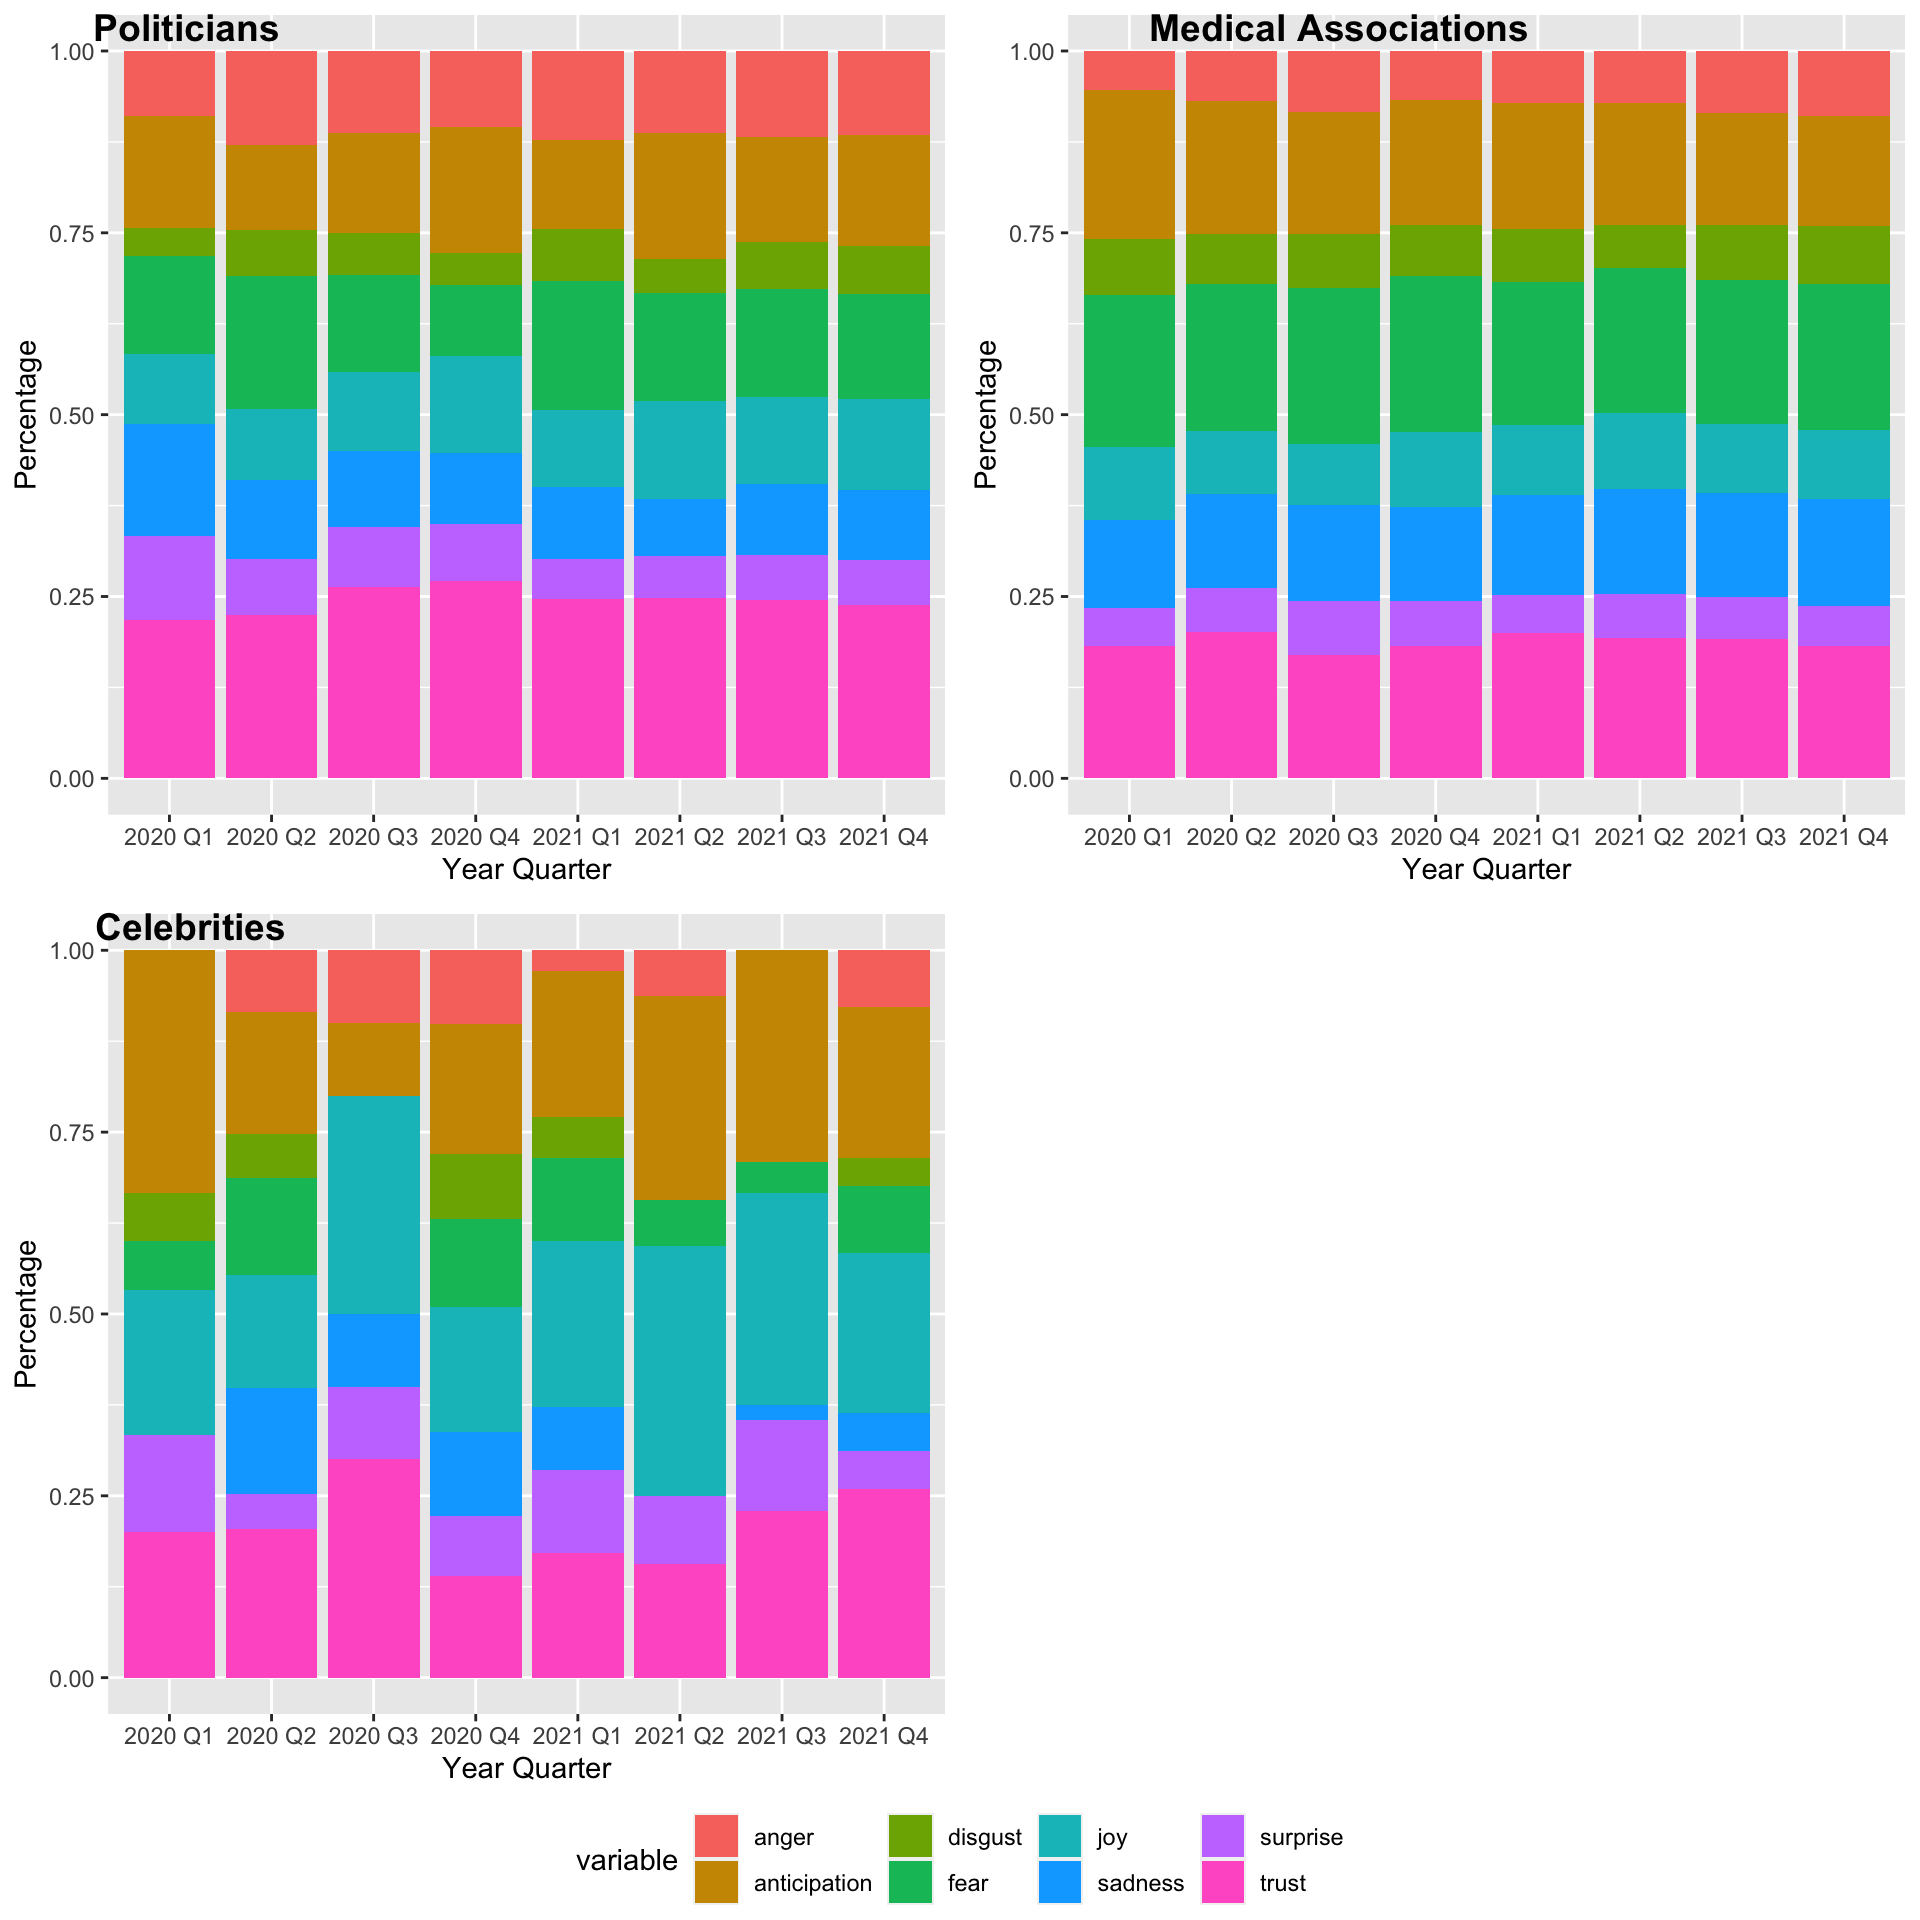 Politicians
Percentage
1.00
0.75
0.50
0.25
0.00
2020 Q1 2020 Q2 2020 Q3 2020 Q4 2021 Q1 2021 Q2 2021 Q3 2021 Q4
Year Quarter
Medical Associations
Percentage
1.00
0.75
0.50
0.25
0.00
2020 Q1 2020 Q2 2020 Q3 2020 Q4 2021 Q1 2021 Q2 2021 Q3 2021 Q4
Year Quarter
Celebrities
Percentage
1.00
0.75
0.50
0.25
0.00
2020 Q1 2020 Q2 2020 Q3 2020 Q4 2021 Q1 2021 Q2 2021 Q3 2021 Q4
Year Quarter
variable
anger disgust joy surprise
anticipation fear sadness trust